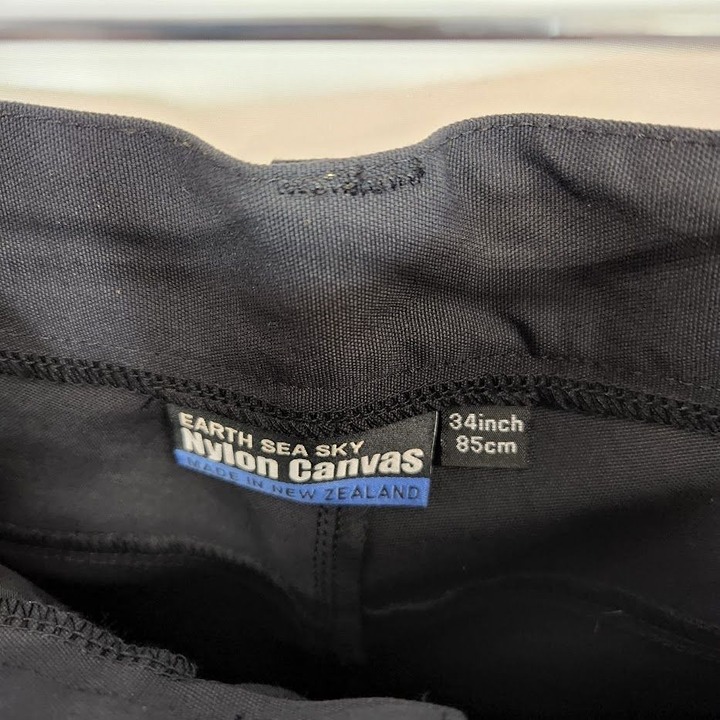 EARTH SEA SKY
Nylon Canvas
MADE IN NEW ZEALAND
34inch
85cm